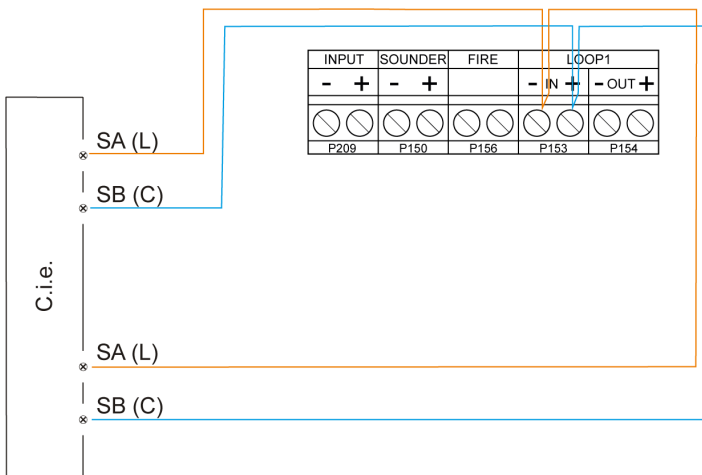 INPUT SOUNDER FIRE LOOP1
- + - + - IN + - OUT +
P209 P150 P156 P153 P154
SA (L)
SB (C)
C.i.e.
SA (L)
SB (C)